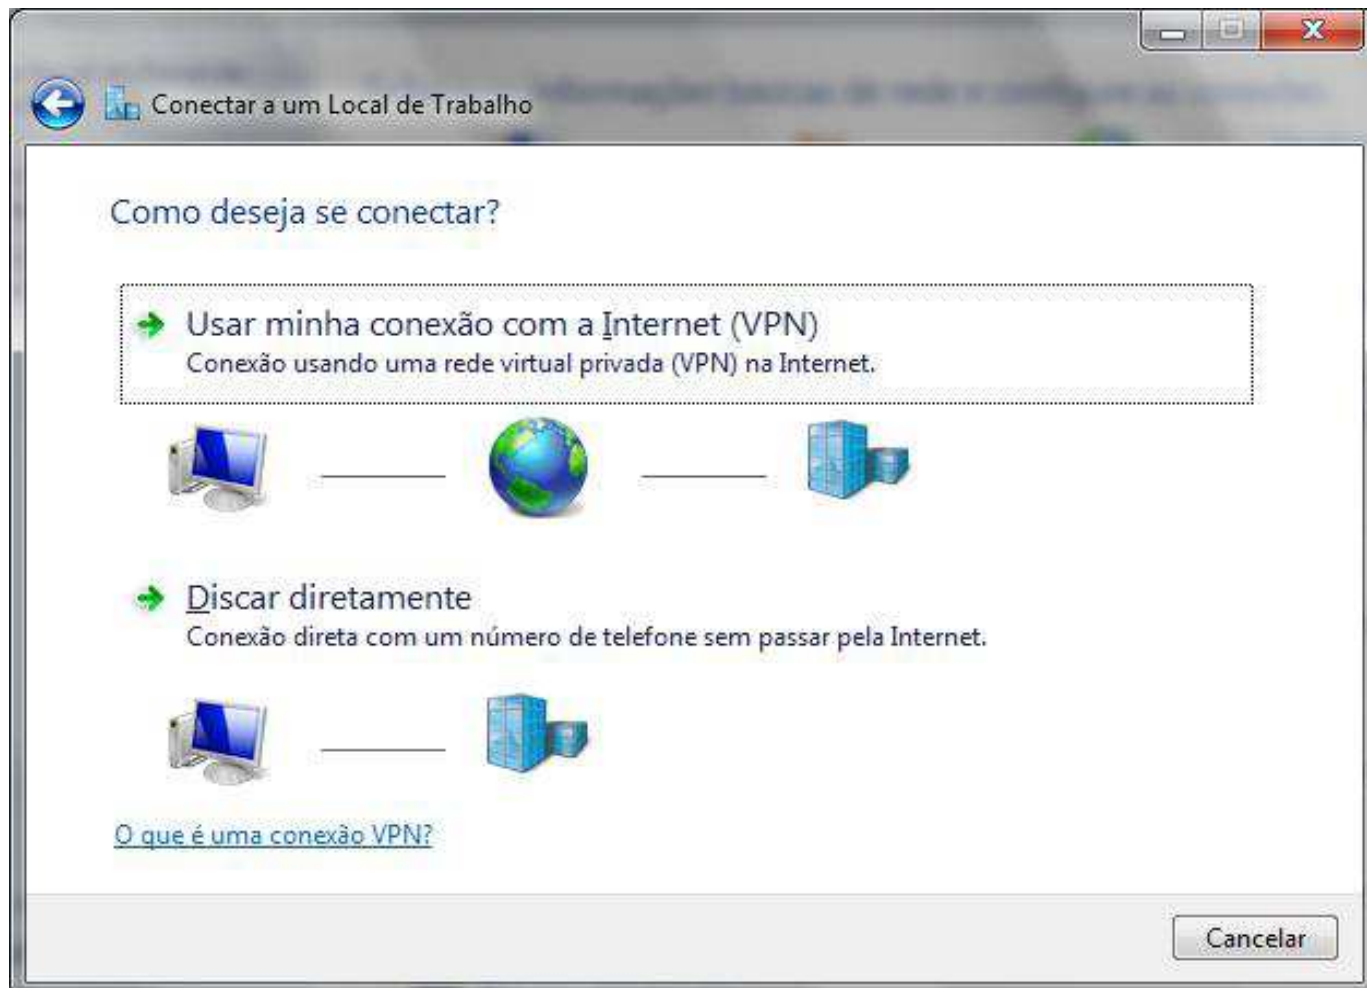 Conectar a um Local de Trabalho
Como deseja se conectar?
Usar minha conexão com a Internet (VPN)
Conexão usando uma rede virtual privada (VPN) na Internet.
Discar diretamente
Conexão direta com um número de telefone sem passar pela Internet.
O que é uma conexão VPN?
Cancelar